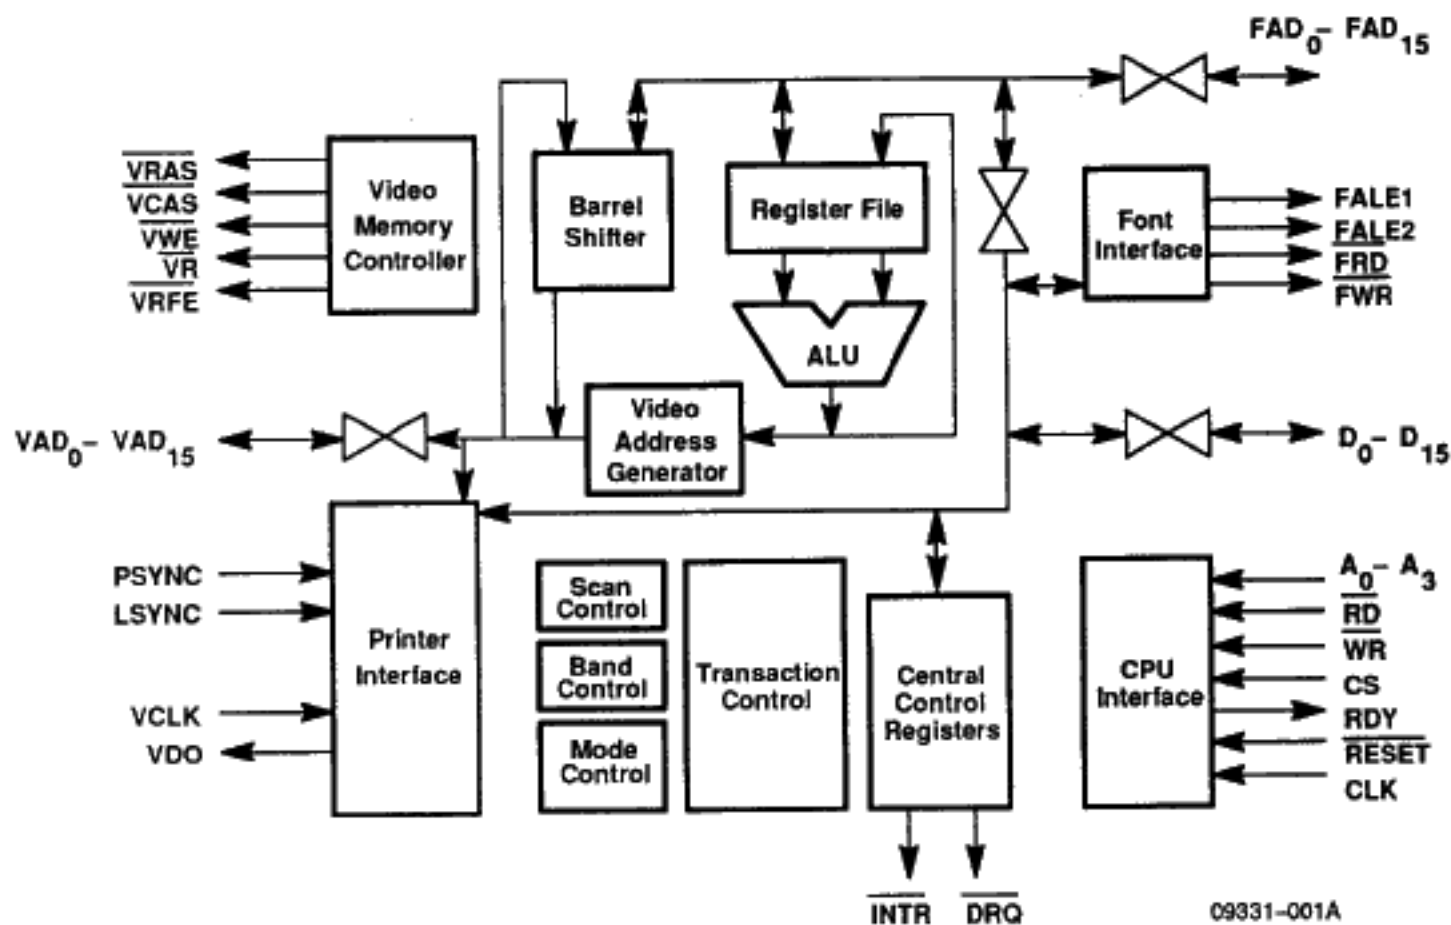 FAD0– FAD15
VRAS
VCAS
VWE
VR
VRFE
Video
Memory
Controller
Barrel
Shifter
Register File
Font
Interface
FALE1
FALE2
FRD
FWR
ALU
VAD0– VAD15
Video
Address
Generator
D0– D15
PSYNC
LSYNC
VCLK
VDO
Printer
Interface
Scan
Control
Band
Control
Mode
Control
Transaction
Control
Central
Control
Registers
CPU
Interface
A0– A3
RD
WR
CS
RDY
RESET
CLK
INTR DRQ
09331–001A